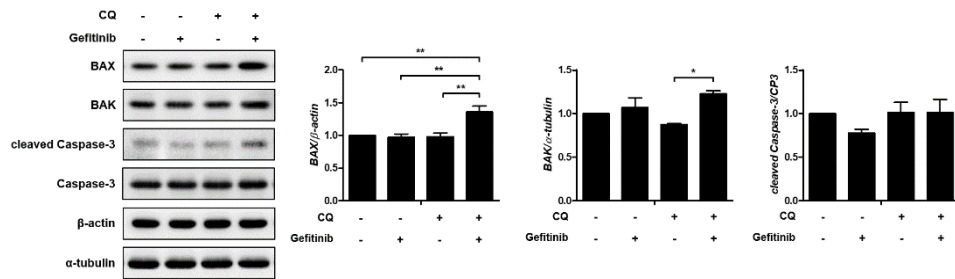 CQ - - + +
Gefitinib - + - +
BAX
BAK
cleaved Caspase-3
Caspase-3
β-actin
α-tubulin
BAX/β-actin
2.0
1.5
1.0
0.5
0.0
**
**
**
CQ - - + +
Gefitinib - + - +
BAK/α-tubulin
1.5
1.0
0.5
0.0
*
CQ - - + +
Gefitinib - + - +
cleaved Caspase-3/CP3
1.5
1.0
0.5
0.0
CQ - - + +
Gefitinib - + - +